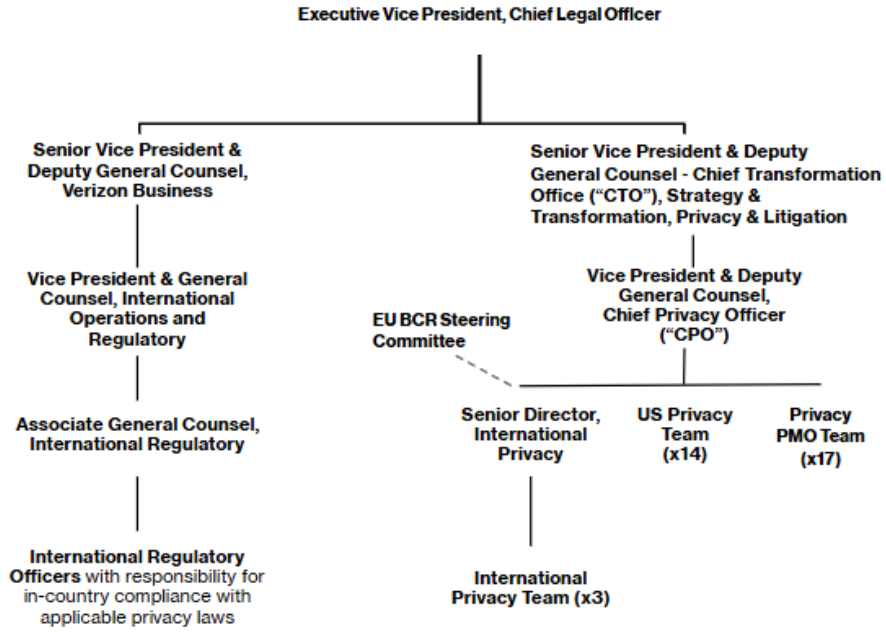 Executive Vice President, Chief Legal Officer
Senior Vice President &
Deputy General Counsel,
Verizon Business
Senior Vice President & Deputy
General Counsel - Chief Transformation
Office (“CTO”), Strategy &
Transformation, Privacy & Litigation
Vice President & General
Counsel, International
Operations and
Regulatory
Vice President & Deputy
General Counsel,
Chief Privacy Officer
(“CPO”)
EU BCR Steering
Committee
Associate General Counsel,
International Regulatory
Senior Director,
International
Privacy
US Privacy
Team
(x14)
Privacy
PMO Team
(x17)
International Regulatory
Officers with responsibility for
in-country compliance with
applicable privacy laws
International
Privacy Team (x3)